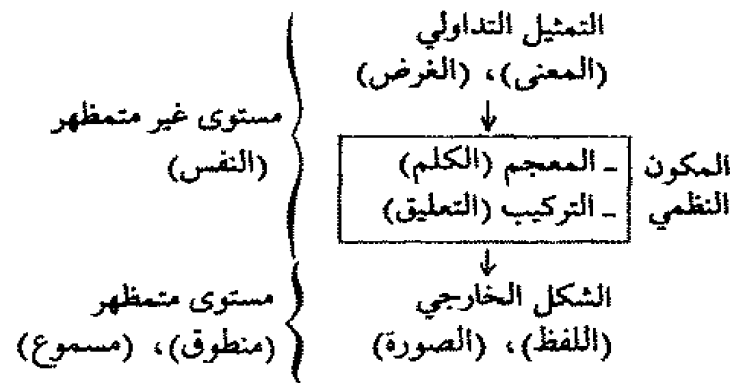 التمثيل التداولي
(المعنى)، (الغرض)
مستوى غير متمظهر
(النفس)
المكون
النظمي
ـ المعجم (الكلم)
ـ التركيب (التعليق)
الشكل الخارجي
(اللفظ)، (الصورة)
مستوى متمظهر
(منطوق)، (مسموع)